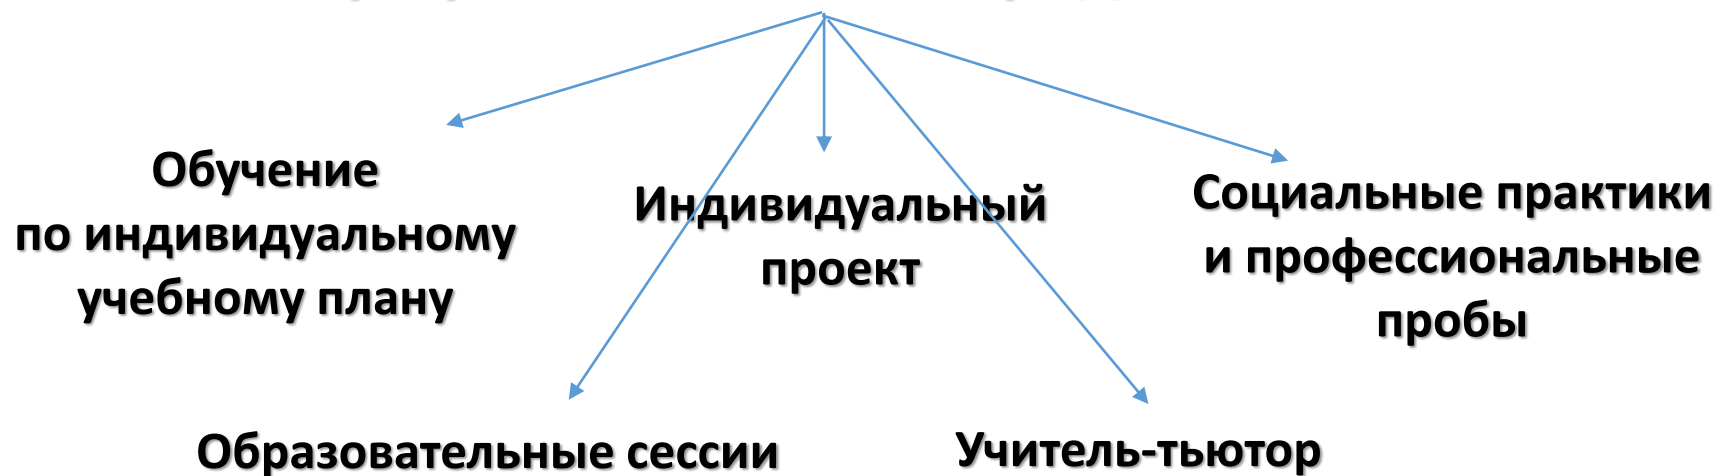 Обучение
по индивидуальному
учебному плану
Индивидуальный
проект
Социальные практики
и профессиональные
пробы
Образовательные сессии
Учитель-тьютор